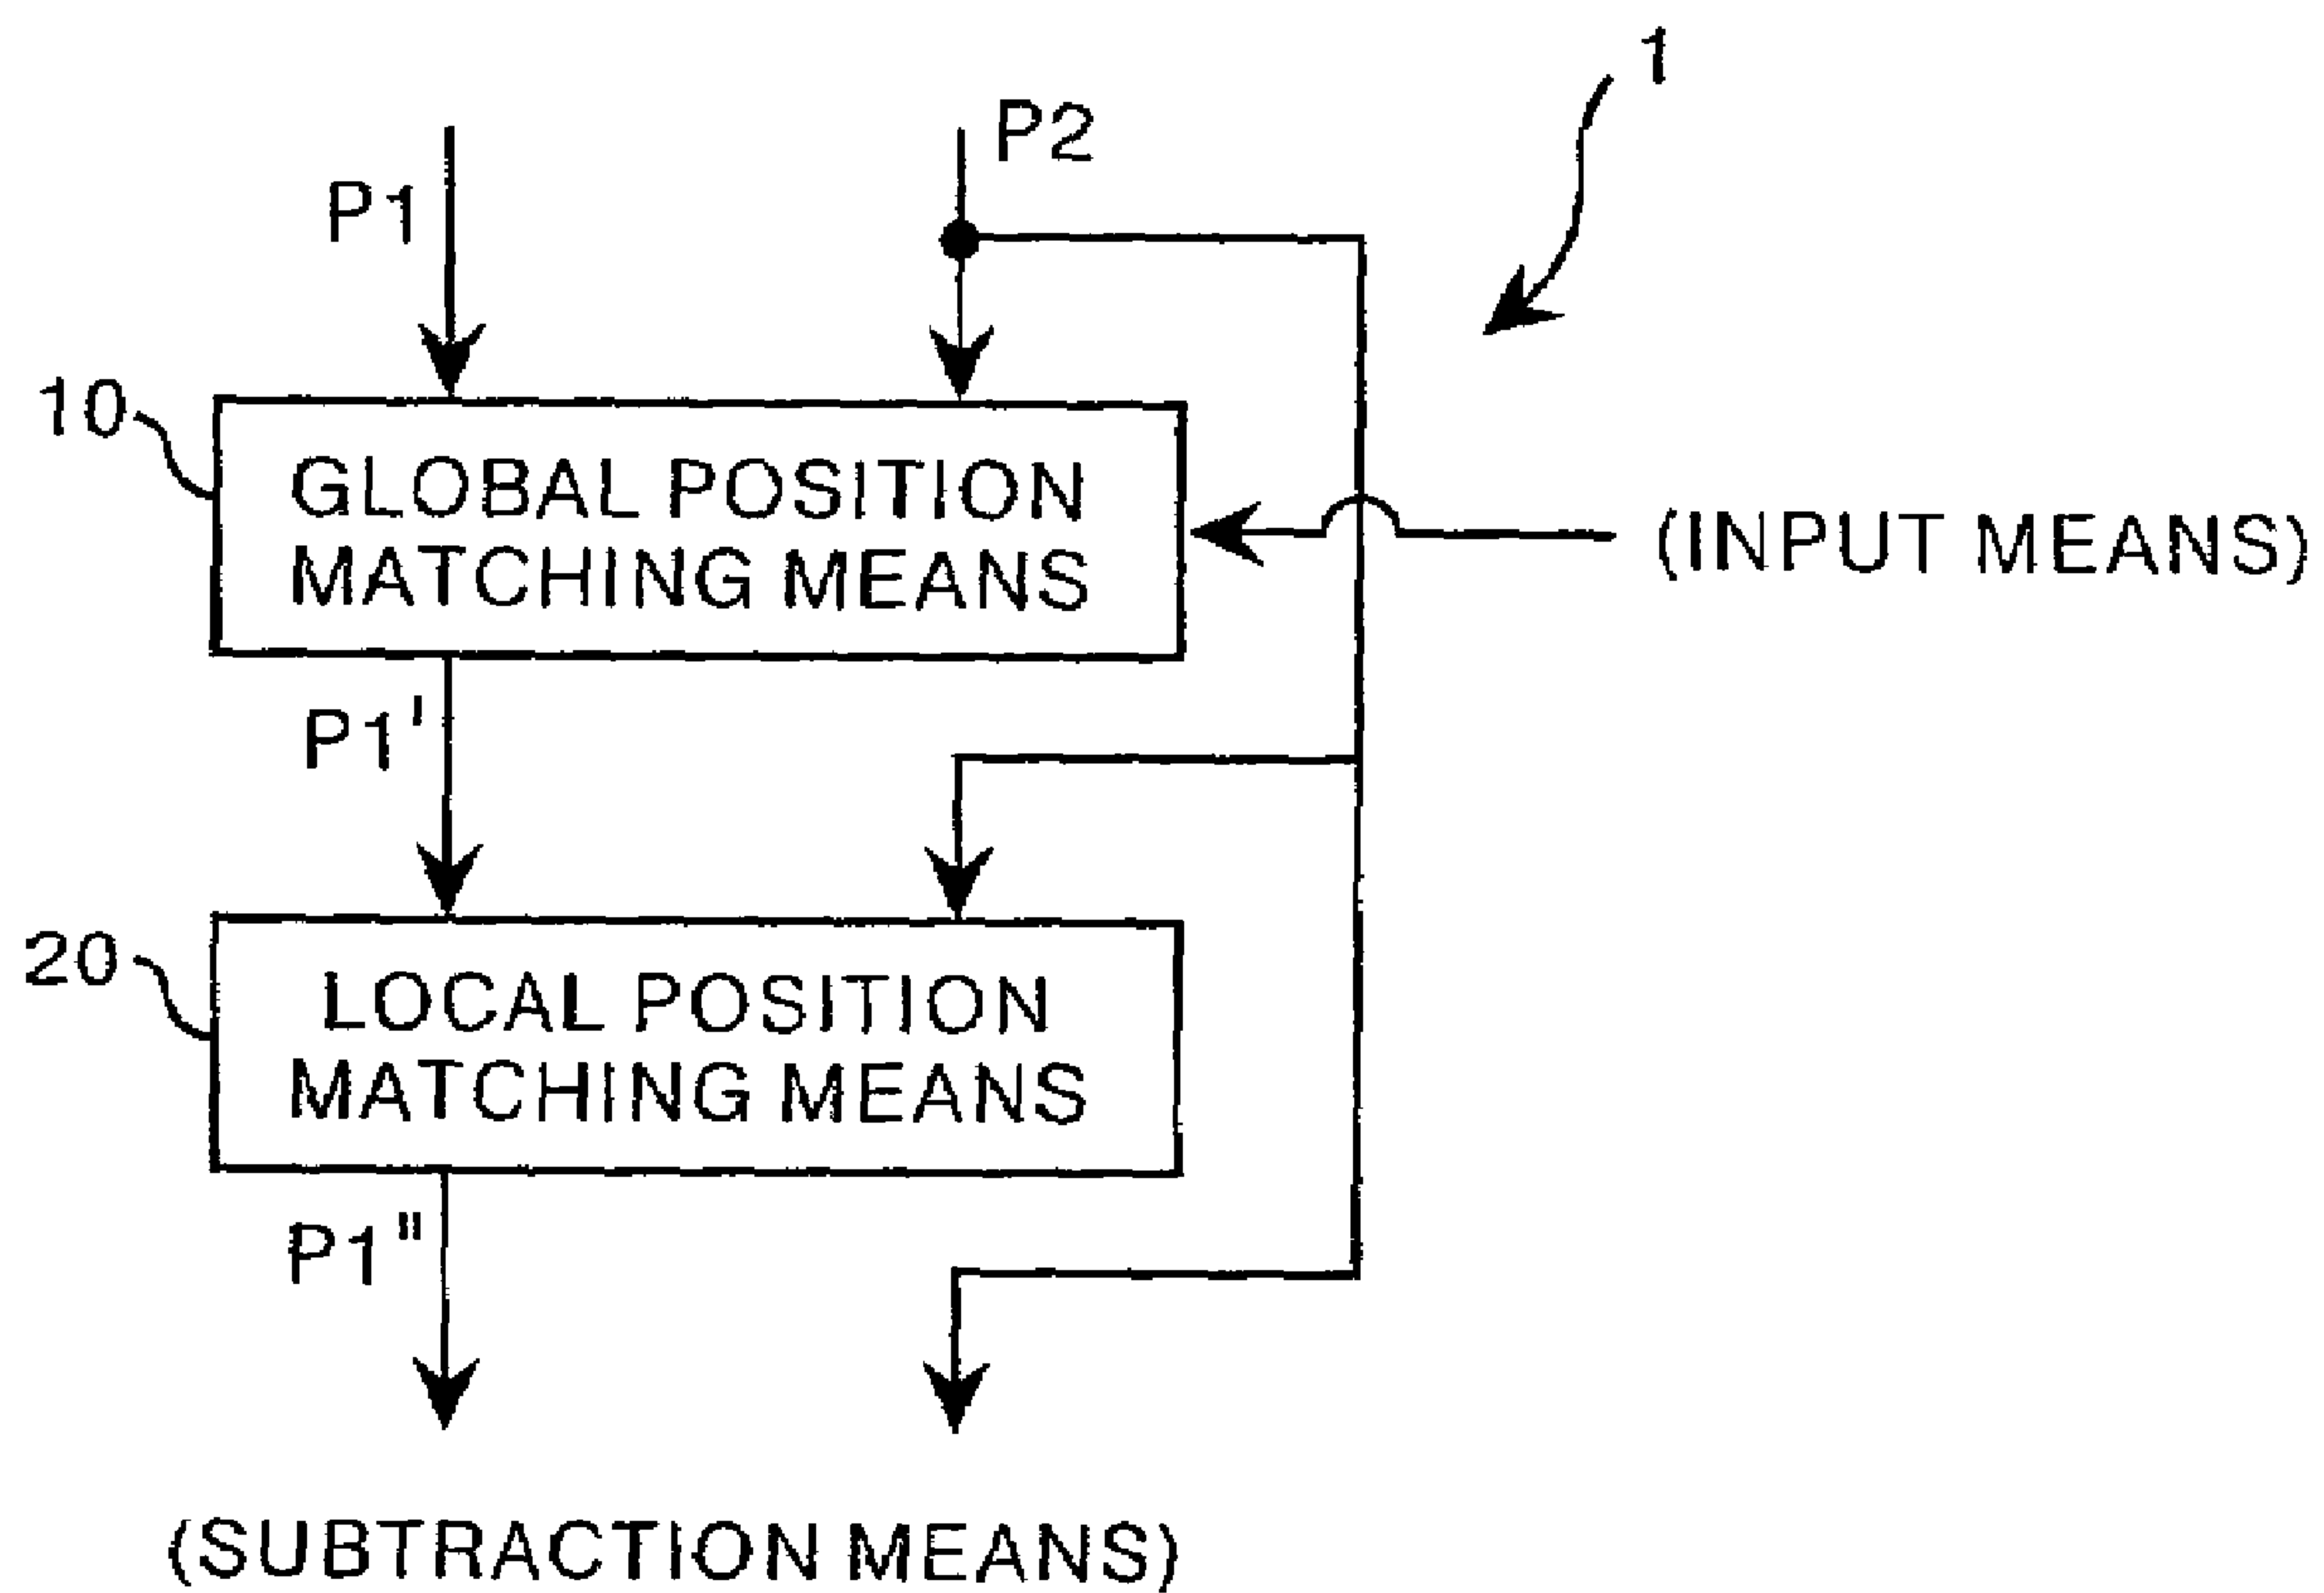 1
P2
P1
10
GLOBAL POSITION
MATCHING MEANS
(INPUT MEANS)
P1'
20
LOCAL POSITION
MATCHING MEANS
P1"
(SUBTRACTION MEANS)